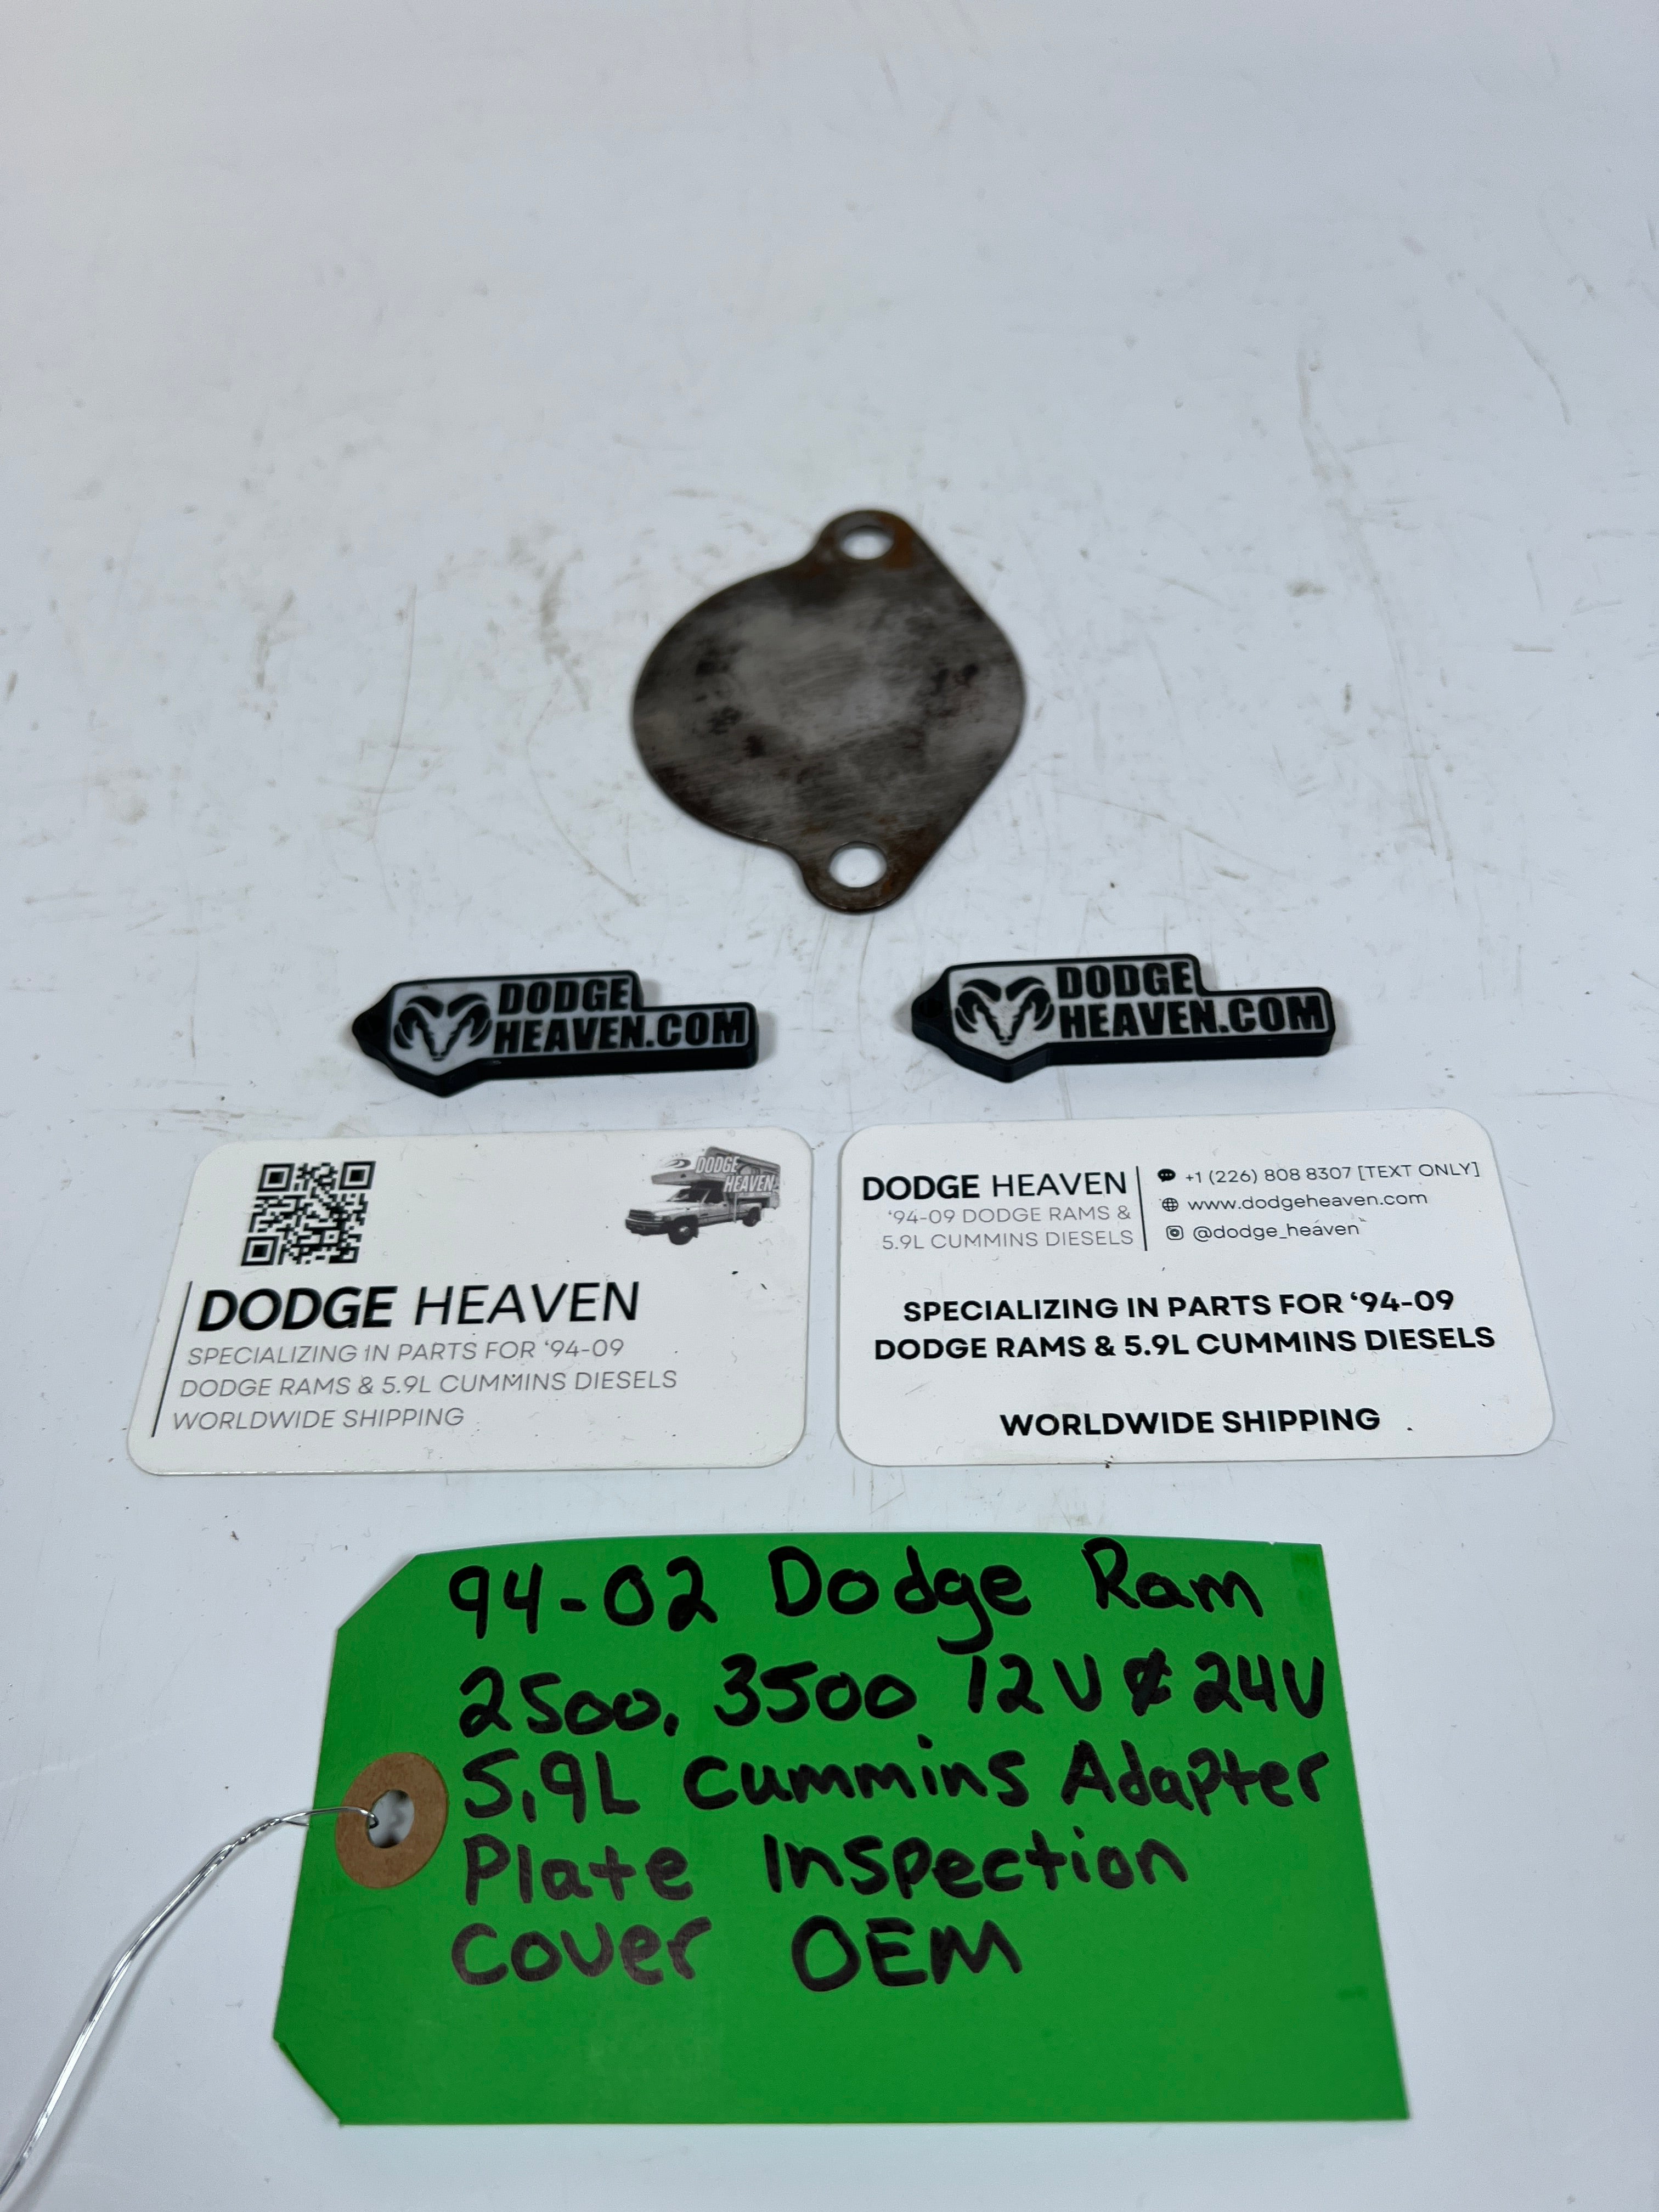 DODGE
HEAVEN.COM
DODGE
HEAVEN.COM
DODGE
HEAVEN
DODGE HEAVEN
SPECIALIZING IN PARTS FOR ‘94-09
DODGE RAMS & 5.9L CUMMINS DIESELS
WORLDWIDE SHIPPING
DODGE HEAVEN
‘94-09 DODGE RAMS &
5.9L CUMMINS DIESELS
+1 (226) 808 8307 [TEXT ONLY]
www.dodgeheaven.com
@dodge_heaven
SPECIALIZING IN PARTS FOR ‘94-09
DODGE RAMS & 5.9L CUMMINS DIESELS
WORLDWIDE SHIPPING
94-02 Dodge Ram
2500, 3500 12V & 24V
5.9L Cummins Adapter
Plate Inspection
Cover OEM